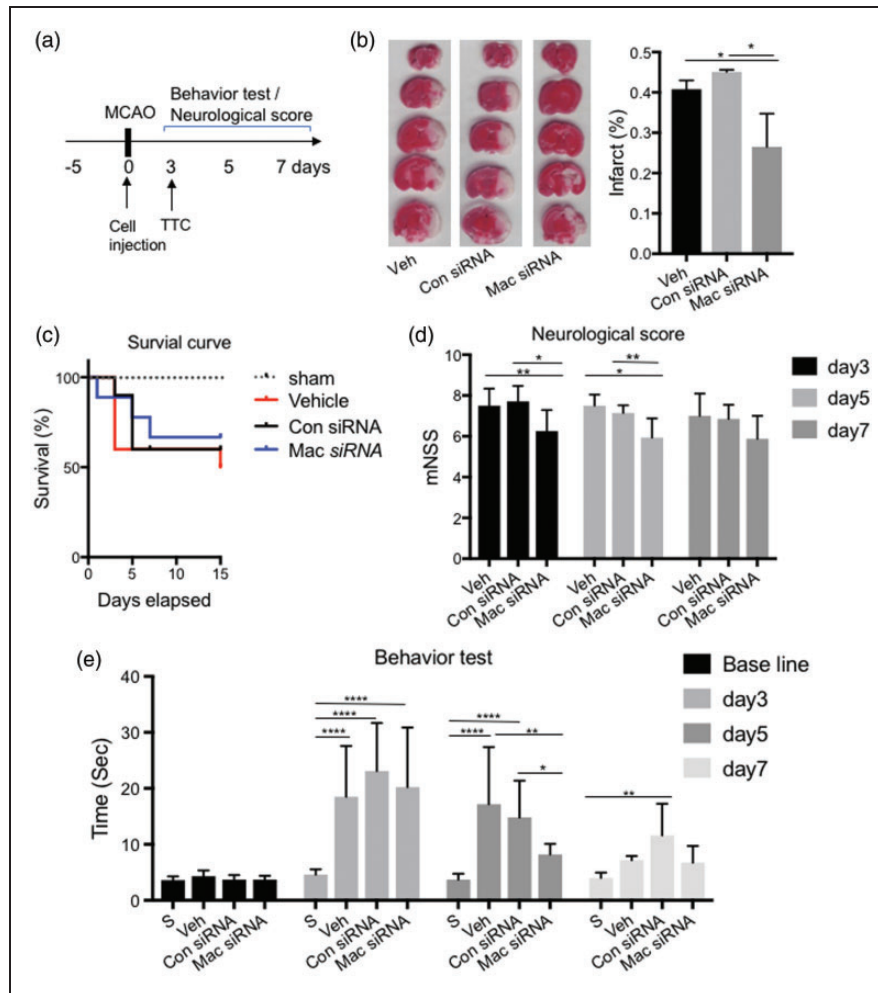 (a)
MCAO
Behavior test /
Neurological score
-5 0 3 5 7 days
Cell
injection
TTC
(b)
Veh
Con siRNA
Mac siRNA
Infarct (%)
0.5
0.4
0.3
0.2
0.1
0.0
* *
Veh
Con siRNA
Mac siRNA
(c)
Survial curve
Survival (%)
100
50
0
0 5 10 15
Days elapsed
sham
Vehicle
Con siRNA
Mac siRNA
(d)
Neurological score
mNSS
8
6
4
2
0
*
**
**
*
Veh
Con siRNA
Mac siRNA
Veh
Con siRNA
Mac siRNA
Veh
Con siRNA
Mac siRNA
day3
day5
day7
(e)
Behavior test
Time (Sec)
40
30
20
10
0
****
****
****
****
****
**
*
**
S
Veh
Con siRNA
Mac siRNA
S
Veh
Con siRNA
Mac siRNA
S
Veh
Con siRNA
Mac siRNA
S
Veh
Con siRNA
Mac siRNA
Base line
day3
day5
day7